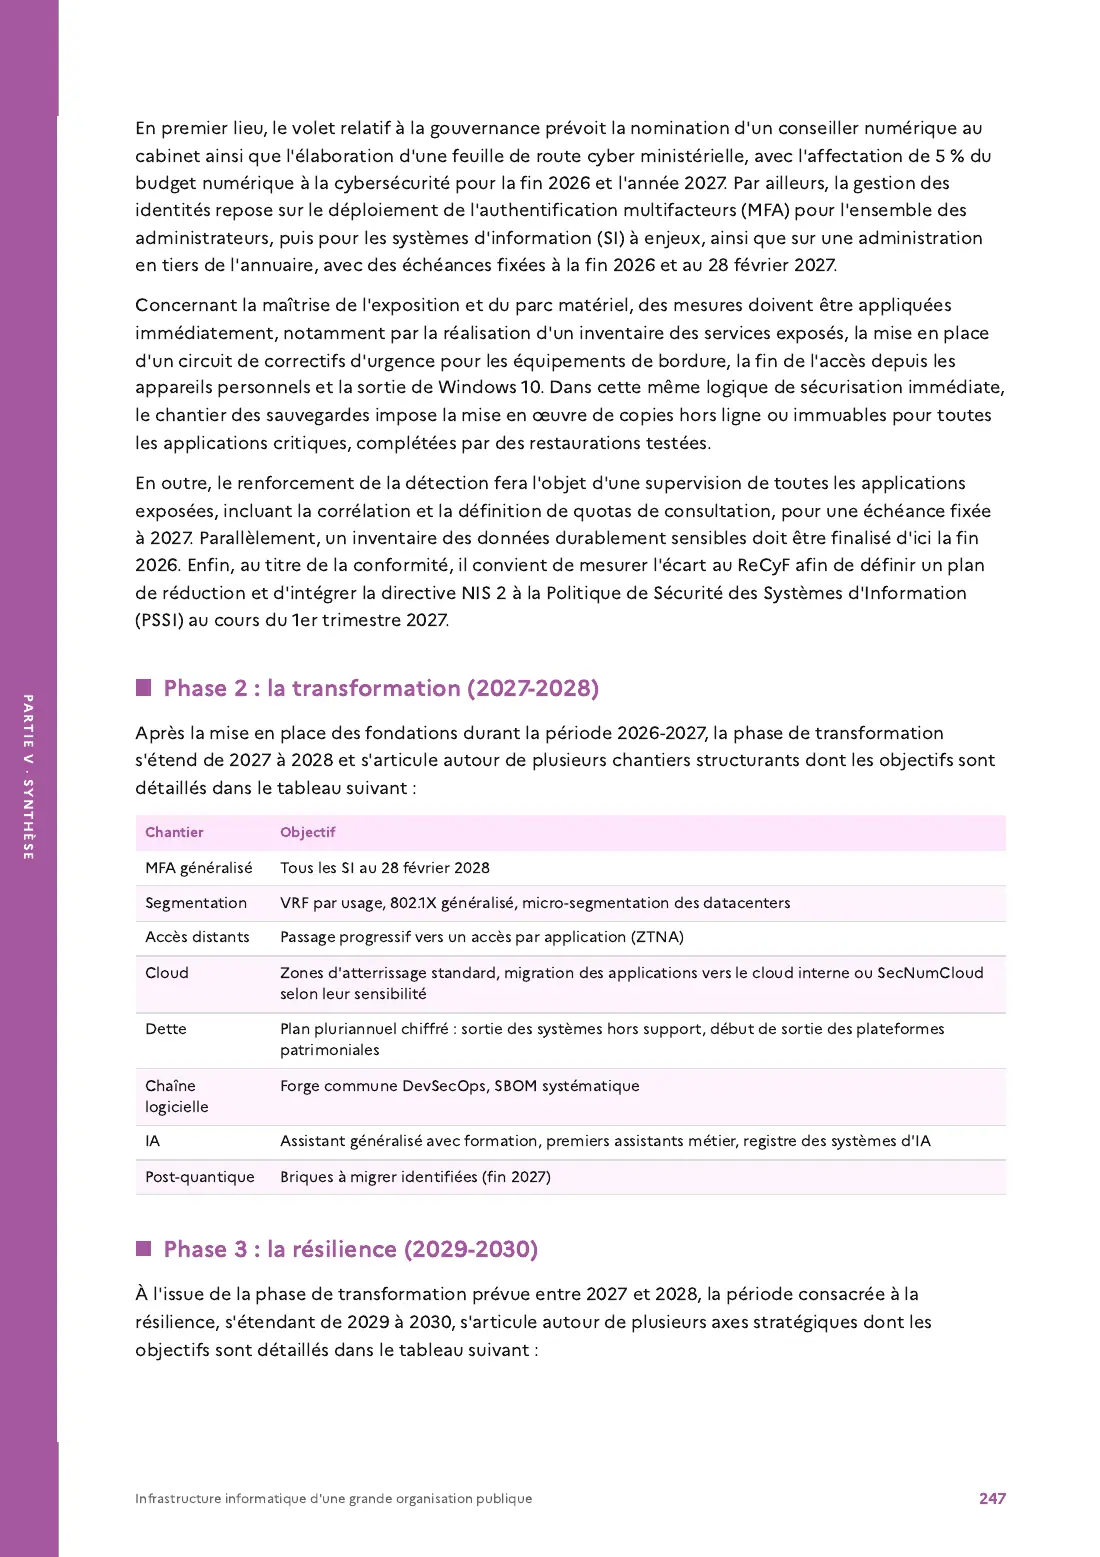 En premier lieu, le volet relatif à la gouvernance prévoit la nomination d'un conseiller numérique au
cabinet ainsi que l'élaboration d'une feuille de route cyber ministérielle, avec l'affectation de 5 % du
budget numérique à la cybersécurité pour la fin 2026 et l'année 2027. Par ailleurs, la gestion des
identités repose sur le déploiement de l'authentification multifacteurs (MFA) pour l'ensemble des
administrateurs, puis pour les systèmes d'information (SI) à enjeux, ainsi que sur une administration
en tiers de l'annuaire, avec des échéances fixées à la fin 2026 et au 28 février 2027.
Concernant la maîtrise de l'exposition et du parc matériel, des mesures doivent être appliquées
immédiatement, notamment par la réalisation d'un inventaire des services exposés, la mise en place
d'un circuit de correctifs d'urgence pour les équipements de bordure, la fin de l'accès depuis les
appareils personnels et la sortie de Windows 10. Dans cette même logique de sécurisation immédiate,
le chantier des sauvegardes impose la mise en œuvre de copies hors ligne ou immuables pour toutes
les applications critiques, complétées par des restaurations testées.
En outre, le renforcement de la détection fera l'objet d'une supervision de toutes les applications
exposées, incluant la corrélation et la définition de quotas de consultation, pour une échéance fixée
à 2027. Parallèlement, un inventaire des données durablement sensibles doit être finalisé d'ici la fin
2026. Enfin, au titre de la conformité, il convient de mesurer l'écart au ReCyF afin de définir un plan
de réduction et d'intégrer la directive NIS 2 à la Politique de Sécurité des Systèmes d'Information
(PSSI) au cours du 1er trimestre 2027.
Phase 2 : la transformation (2027-2028)
Après la mise en place des fondations durant la période 2026-2027, la phase de transformation
s'étend de 2027 à 2028 et s'articule autour de plusieurs chantiers structurants dont les objectifs sont
détaillés dans le tableau suivant :
Chantier Objectif
MFA généralisé Tous les SI au 28 février 2028
Segmentation VRF par usage, 802.1X généralisé, micro-segmentation des datacenters
Accès distants Passage progressif vers un accès par application (ZTNA)
Cloud Zones d'atterrissage standard, migration des applications vers le cloud interne ou SecNumCloud
selon leur sensibilité
Dette Plan pluriannuel chiffré : sortie des systèmes hors support, début de sortie des plateformes
patrimoniales
Chaîne Forge commune DevSecOps, SBOM systématique
logicielle
IA Assistant généralisé avec formation, premiers assistants métier, registre des systèmes d'IA
Post-quantique Briques à migrer identifiées (fin 2027)
Phase 3 : la résilience (2029-2030)
À l'issue de la phase de transformation prévue entre 2027 et 2028, la période consacrée à la
résilience, s'étendant de 2029 à 2030, s'articule autour de plusieurs axes stratégiques dont les
objectifs sont détaillés dans le tableau suivant :
PARTIE V · SYNTHÈSE
Infrastructure informatique d'une grande organisation publique 247